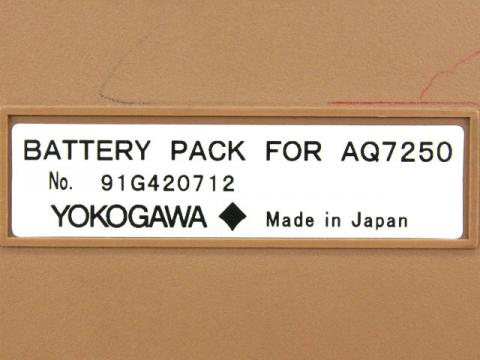 BATTERY PACK FOR AQ7250
No. 91G420712
YOKOGAWA ◆ Made in Japan